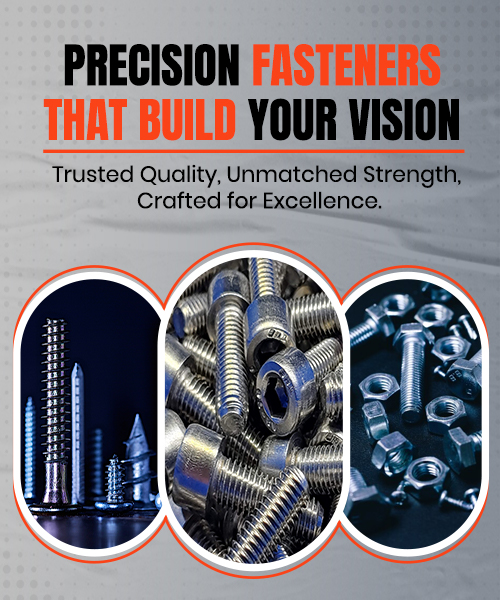 PRECISION FASTENERS
THAT BUILD YOUR VISION
Trusted Quality, Unmatched Strength,
Crafted for Excellence.